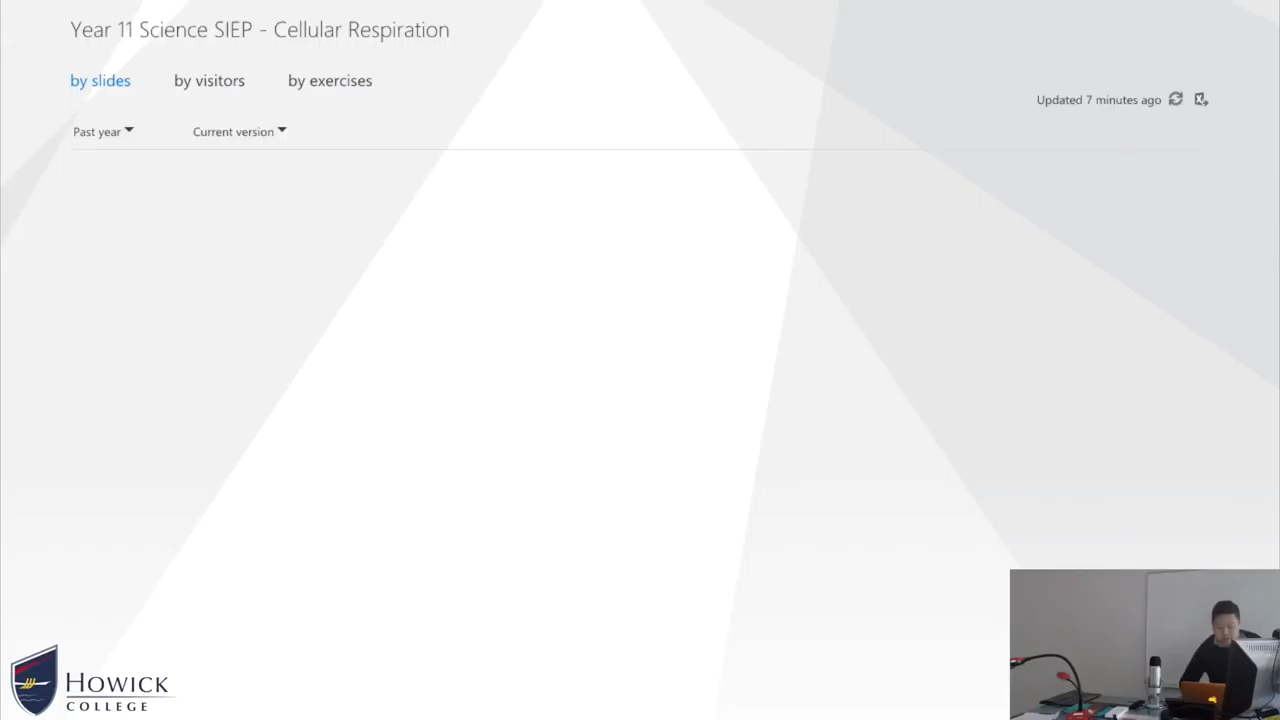 Year 11 Science SIEP - Cellular Respiration
by slides by visitors by exercises
Updated 7 minutes ago
Past year Current version
HOWICK
COLLEGE